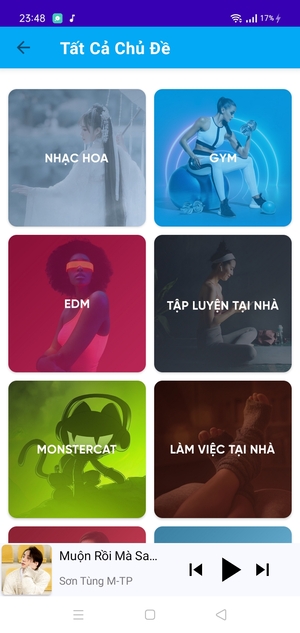 23:48
17%
Tất Cả Chủ Đề
NHẠC HOA
GYM
EDM
TẬP LUYỆN TẠI NHÀ
MONSTERCAT
LÀM VIỆC TẠI NHÀ
Muộn Rồi Mà Sa...
Sơn Tùng M-TP